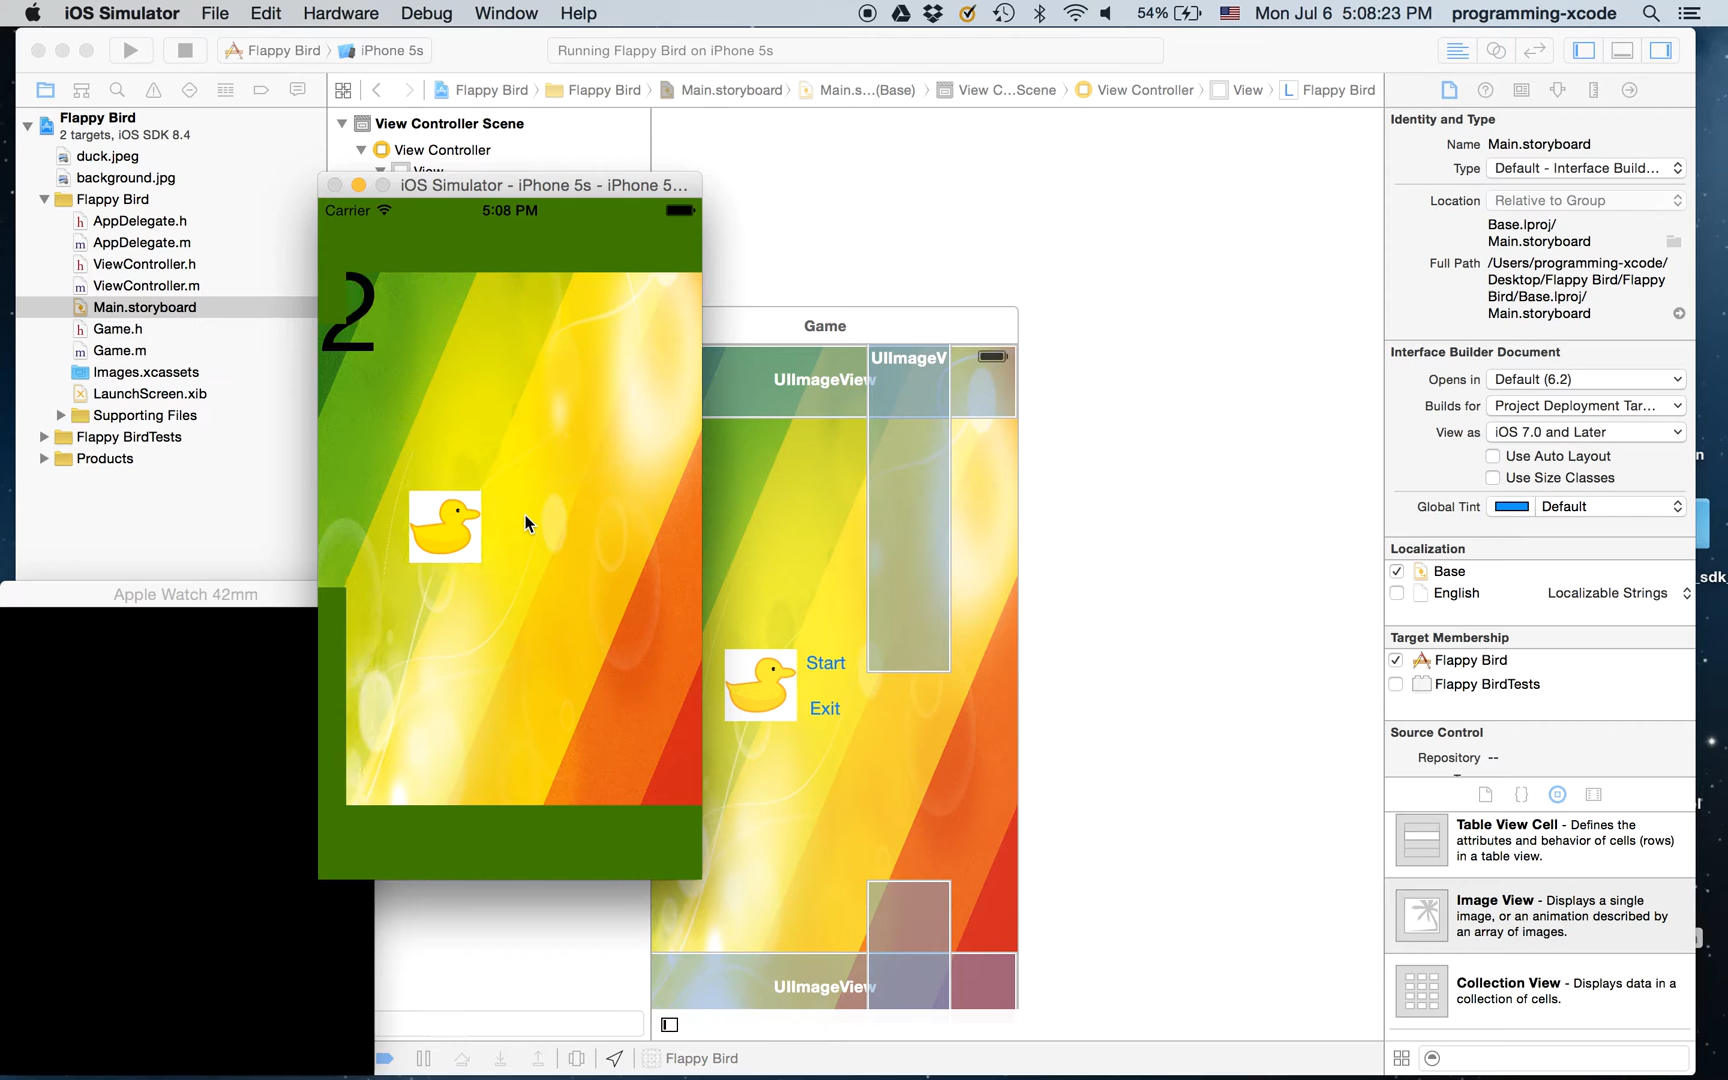 iOS Simulator File Edit Hardware Debug Window Help 54% Mon Jul 6 5:08:23 PM programming-xcode
Flappy Bird iPhone 5s Running Flappy Bird on iPhone 5s
Flappy Bird Flappy Bird Main.storyboard Main.s...(Base) View C...Scene View Controller View L Flappy Bird
Flappy Bird
2 targets, iOS SDK 8.4
duck.jpeg
background.jpg
Flappy Bird
h AppDelegate.h
m AppDelegate.m
h ViewController.h
m ViewController.m
Main.storyboard
h Game.h
m Game.m
Images.xcassets
LaunchScreen.xib
Supporting Files
Flappy BirdTests
Products
View Controller Scene
View Controller
View
iOS Simulator - iPhone 5s - iPhone 5...
Carrier 5:08 PM
2
Apple Watch 42mm
Game
UIImageV
UIImageView
Start
Exit
UIImageView
Flappy Bird
Identity and Type
Name Main.storyboard
Type Default - Interface Build...
Location Relative to Group
Base.lproj/
Main.storyboard
Full Path /Users/programming-xcode/
Desktop/Flappy Bird/Flappy
Bird/Base.lproj/
Main.storyboard
Interface Builder Document
Opens in Default (6.2)
Builds for Project Deployment Tar...
View as iOS 7.0 and Later
Use Auto Layout
Use Size Classes
Global Tint Default
Localization
Base
English Localizable Strings
Target Membership
Flappy Bird
Flappy BirdTests
Source Control
Repository --
Table View Cell - Defines the
attributes and behavior of cells (rows)
in a table view.
Image View - Displays a single
image, or an animation described by
an array of images.
Collection View - Displays data in a
collection of cells.
_sdk_